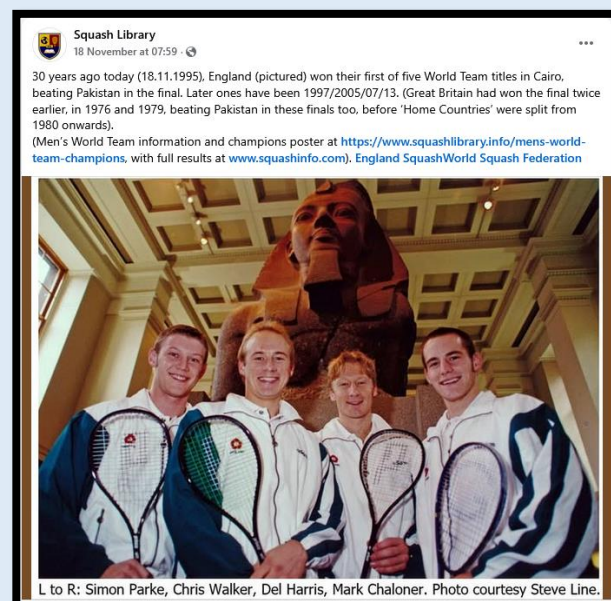 Squash Library
18 November at 07:59 ·
30 years ago today (18.11.1995), England (pictured) won their first of five World Team titles in Cairo,
beating Pakistan in the final. Later ones have been 1997/2005/07/13. (Great Britain had won the final twice
earlier, in 1976 and 1979, beating Pakistan in these finals too, before 'Home Countries' were split from
1980 onwards).
(Men's World Team information and champions poster at https://www.squashlibrary.info/mens-world-
team-champions, with full results at www.squashinfo.com). England SquashWorld Squash Federation
L to R: Simon Parke, Chris Walker, Del Harris, Mark Chaloner. Photo courtesy Steve Line.